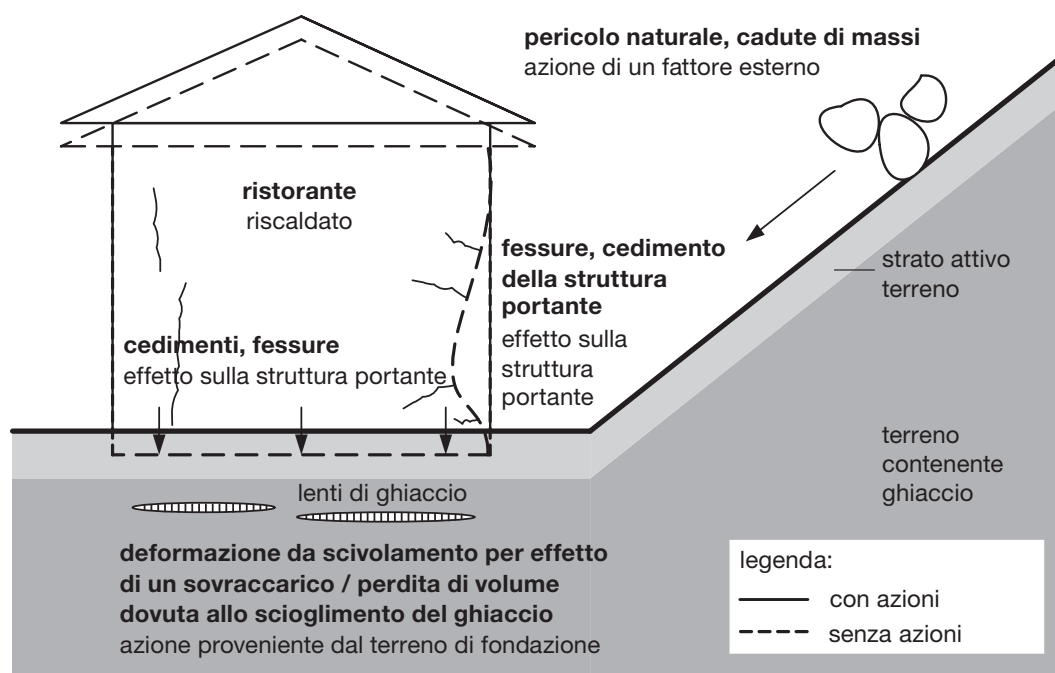 pericolo naturale, cadute di massi
azione di un fattore esterno
ristorante
riscaldato
fessure, cedimento
della struttura
portante
effetto sulla
struttura
portante
strato attivo
terreno
cedimenti, fessure
effetto sulla struttura portante
terreno
contenente
ghiaccio
lenti di ghiaccio
deformazione da scivolamento per effetto
di un sovraccarico / perdita di volume
dovuta allo scioglimento del ghiaccio
azione proveniente dal terreno di fondazione
legenda:
con azioni
senza azioni